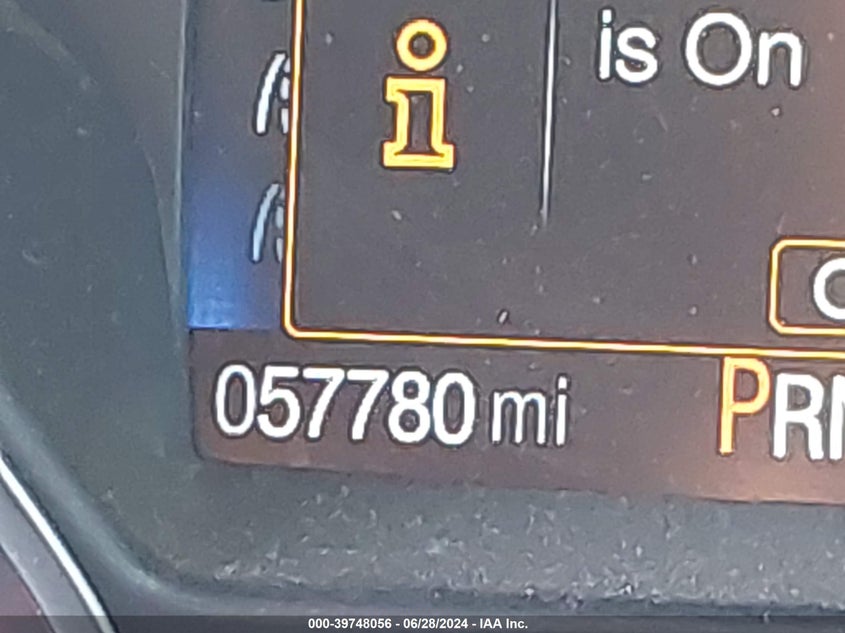 is On
057780 mi
PR
000-39748056 - 06/28/2024 - IAA Inc.